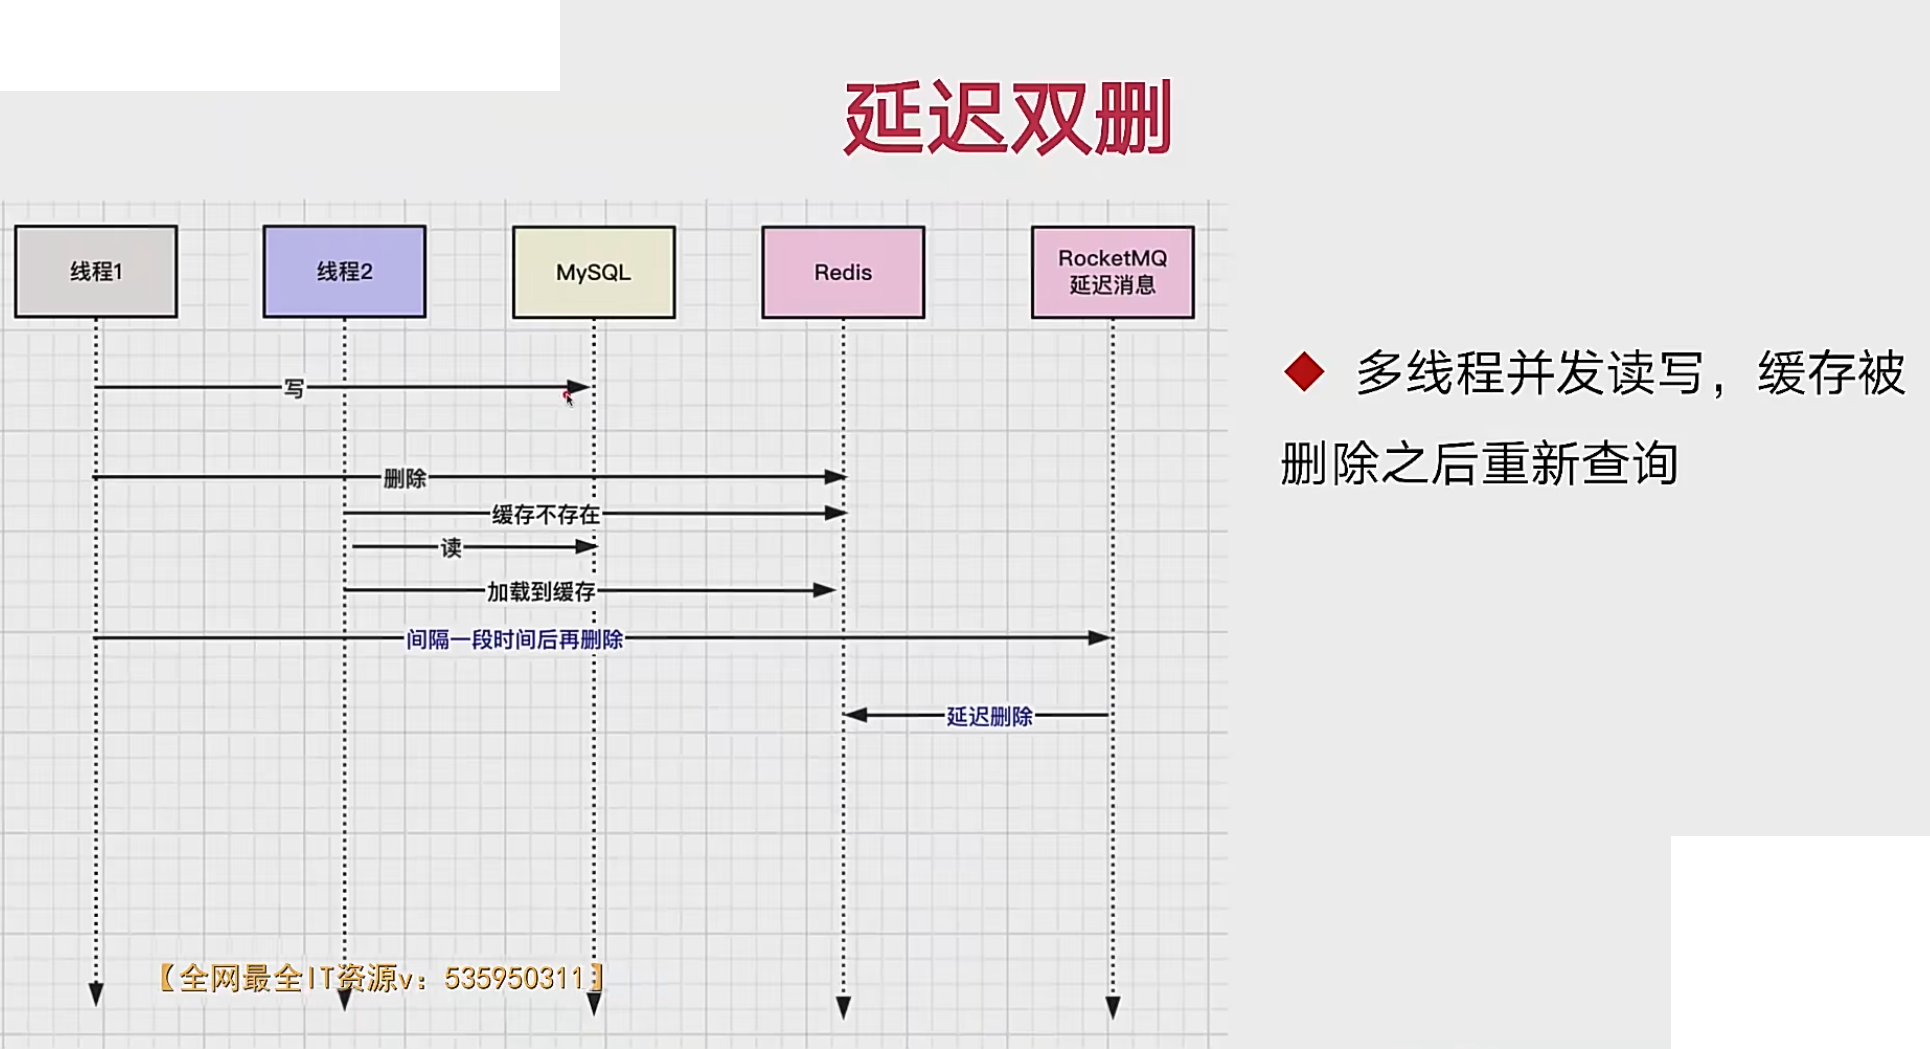 延迟双删
线程1
线程2
MySQL
Redis
RocketMQ
延迟消息
写
删除
缓存不存在
读
加载到缓存
间隔一段时间后再删除
延迟删除
多线程并发读写，缓存被
删除之后重新查询
【全网最全IT资源v：535950311】